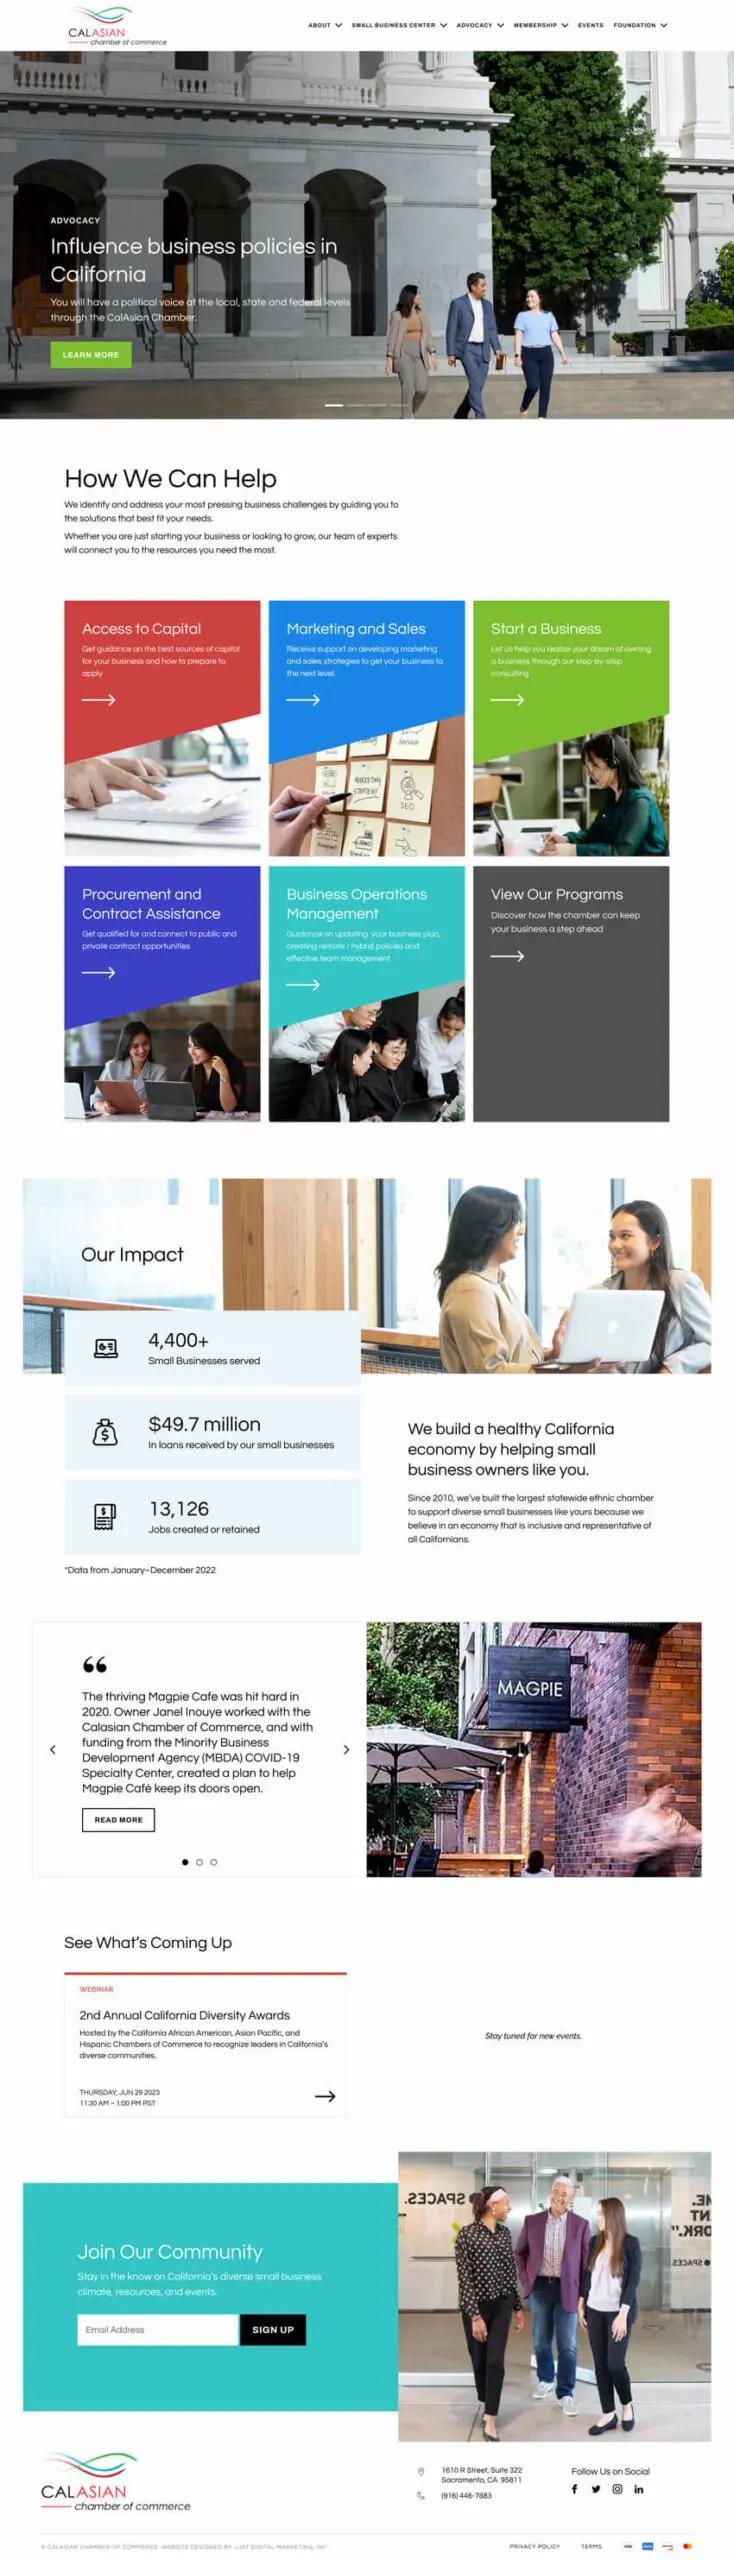 CALASIAN
chamber of commerce
ABOUT
SMALL BUSINESS CENTER
ADVOCACY
MEMBERSHIP
EVENTS
FOUNDATION
ADVOCACY
Influence business policies in
California
You will have a political voice at the local, state and federal levels
through the CalAsian Chamber.
LEARN MORE
How We Can Help
We identify and address your most pressing business challenges by guiding you to
the solutions that best fit your needs.
Whether you are just starting your business or looking to grow, our team of experts
will connect you to the resources you need the most.
Access to Capital
Get guidance on the best sources of capital
for your business and how to prepare to
apply
Marketing and Sales
Receive support on developing marketing
and sales strategies to get your business to
the next level.
Service
MARKETING
STRATEGY
SEO
Start a Business
Let us help you realize your dream of owning
a business through our step-by-step
consulting
Procurement and
Contract Assistance
Get qualified for and connect to public and
private contract opportunities
Business Operations
Management
Guidance on updating your business plan,
creating remote / hybrid policies and
effective team management
View Our Programs
Discover how the chamber can keep
your business a step ahead
Our Impact
4,400+
Small Businesses served
$49.7 million
In loans received by our small businesses
13,126
Jobs created or retained
*Data from January–December 2022
We build a healthy California
economy by helping small
business owners like you.
Since 2010, we've built the largest statewide ethnic chamber
to support diverse small businesses like yours because we
believe in an economy that is inclusive and representative of
all Californians.
The thriving Magpie Cafe was hit hard in
2020. Owner Janel Inouye worked with the
Calasian Chamber of Commerce, and with
funding from the Minority Business
Development Agency (MBDA) COVID-19
Specialty Center, created a plan to help
Magpie Café keep its doors open.
READ MORE
MAGPIE
See What's Coming Up
WEBINAR
2nd Annual California Diversity Awards
Hosted by the California African American, Asian Pacific, and
Hispanic Chambers of Commerce to recognize leaders in California's
diverse communities.
THURSDAY, JUN 29 2023
11:30 AM – 1:00 PM PST
Stay tuned for new events.
SPACES.
Join Our Community
Stay in the know on California's diverse small business
climate, resources, and events.
Email Address
SIGN UP
SPACES
CALASIAN
chamber of commerce
1610 R Street, Suite 322
Sacramento, CA 95811
(916) 446-7883
Follow Us on Social
© CALASIAN CHAMBER OF COMMERCE. WEBSITE DESIGNED BY JUST DIGITAL MARKETING, INC.
PRIVACY POLICY
TERMS
VISA